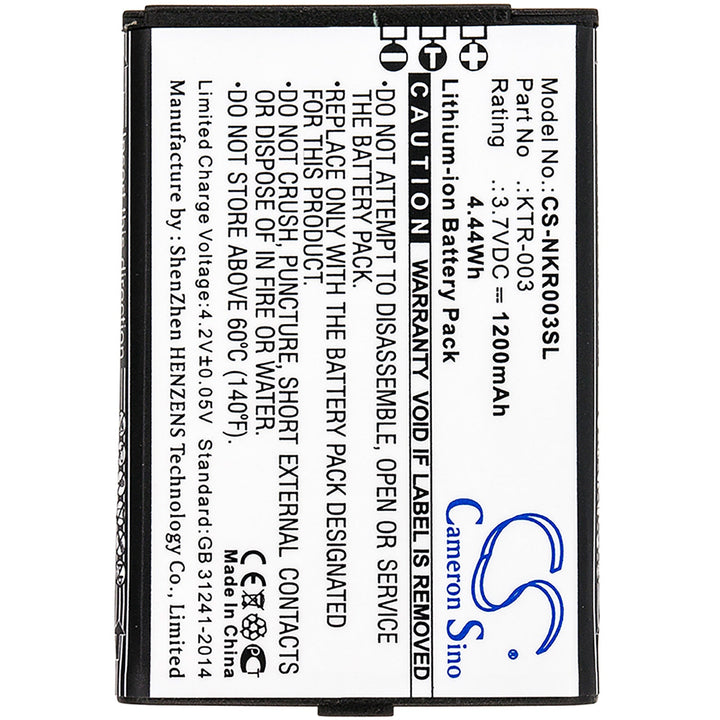 Model No.: CS-NKR003SL
Part No .: KTR-003
Rating .: 3.7VDC 1200mAh
4.44Wh
Lithium-ion Battery Pack
CAUTION WARRANTY VOID IF LABEL IS REMOVED
•DO NOT ATTEMPT TO DISASSEMBLE, OPEN OR SERVICE
THE BATTERY PACK.
•REPLACE ONLY WITH THE BATTERY PACK DESIGNATED
FOR THIS PRODUCT.
•DO NOT CRUSH, PUNCTURE, SHORT EXTERNAL CONTACTS
OR DISPOSE OF IN FIRE OR WATER.
•DO NOT STORE ABOVE 60°C (140°F).
Limited Charge Voltage:4.2V±0.05V GB 31241-2014
Manufacture by : ShenZhen HENZENS Technology Co., Limited
CS
Cameron Sino
®
CE PCT
Made In China